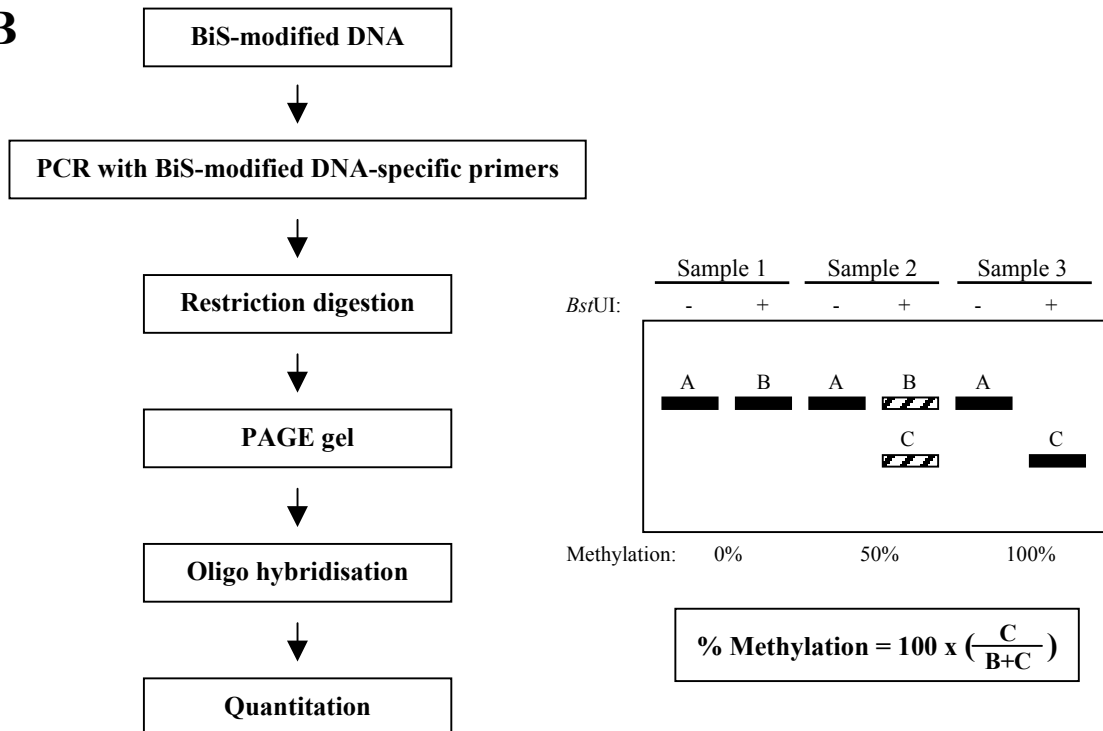 B
BiS-modified DNA
PCR with BiS-modified DNA-specific primers
Restriction digestion
PAGE gel
Oligo hybridisation
Quantitation
Sample 1 Sample 2 Sample 3
BstUI: - + - + - +
A B A B A
C C
Methylation: 0% 50% 100%
% Methylation = 100 x (C/B+C)